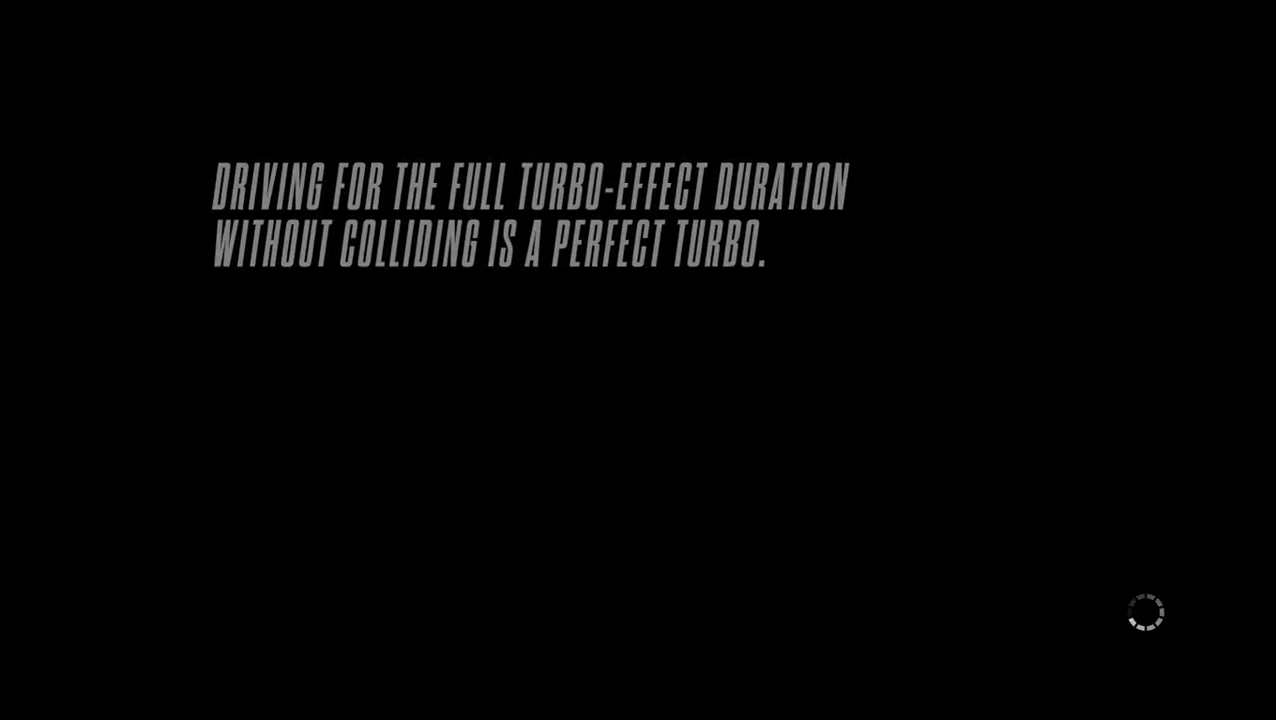 DRIVING FOR THE FULL TURBO-EFFECT DURATION
WITHOUT COLLIDING IS A PERFECT TURBO.